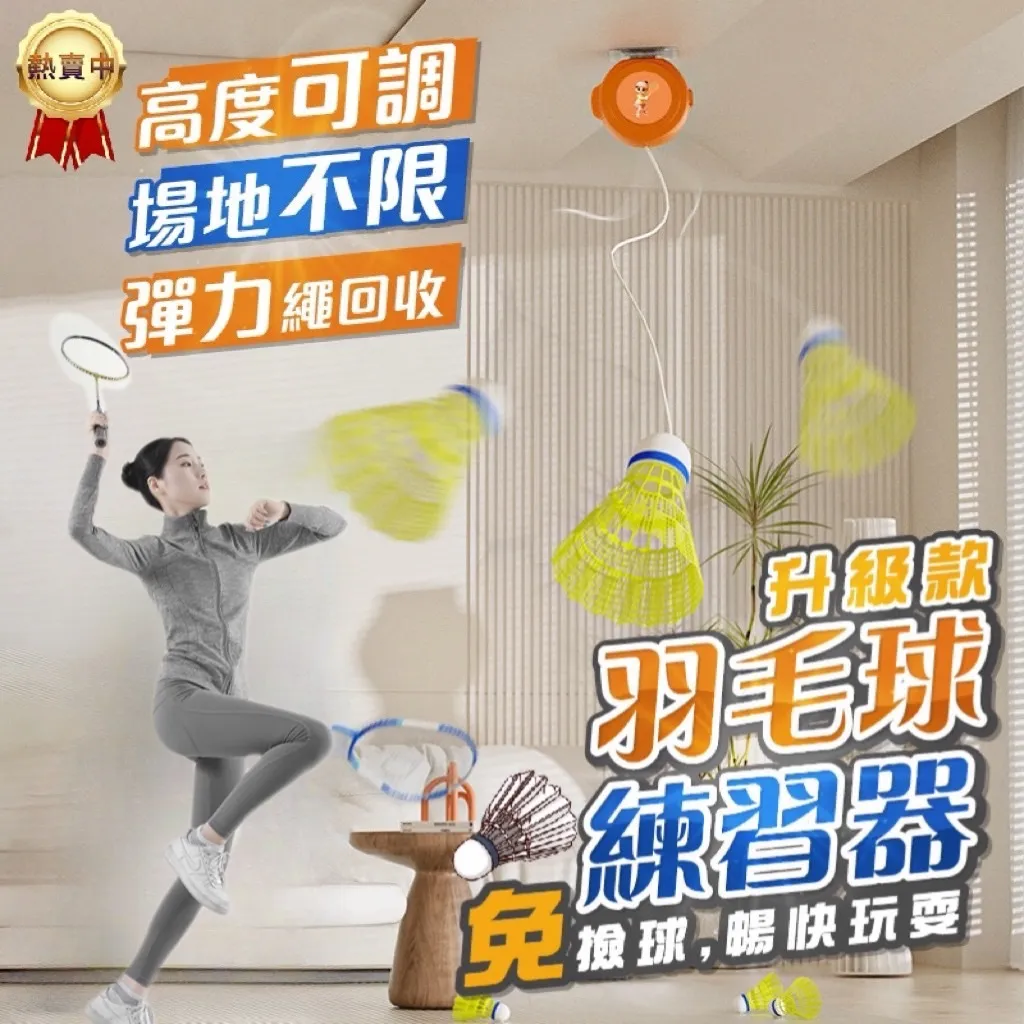 熱賣中
高度可調
場地不限
彈力繩回收
升級款
羽毛球
練習器
免撿球,暢快玩耍